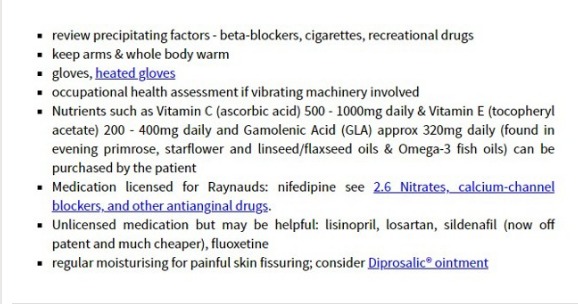 ▪ review precipitating factors - beta-blockers, cigarettes, recreational drugs
▪ keep arms & whole body warm
▪ gloves, heated gloves
▪ occupational health assessment if vibrating machinery involved
▪ Nutrients such as Vitamin C (ascorbic acid) 500 - 1000mg daily & Vitamin E (tocopheryl
acetate) 200 - 400mg daily and Gamolenic Acid (GLA) approx 320mg daily (found in
evening primrose, starflower and linseed/flaxseed oils & Omega-3 fish oils) can be
purchased by the patient
▪ Medication licensed for Raynauds: nifedipine see 2.6 Nitrates, calcium-channel
blockers, and other antianginal drugs.
▪ Unlicensed medication but may be helpful: lisinopril, losartan, sildenafil (now off
patent and much cheaper), fluoxetine
▪ regular moisturising for painful skin fissuring; consider Diprosalic® ointment